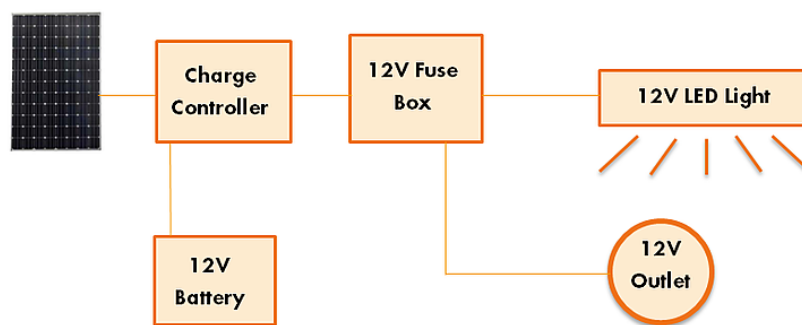 Charge
Controller
12V Fuse
Box
12V LED Light
12V
Battery
12V
Outlet